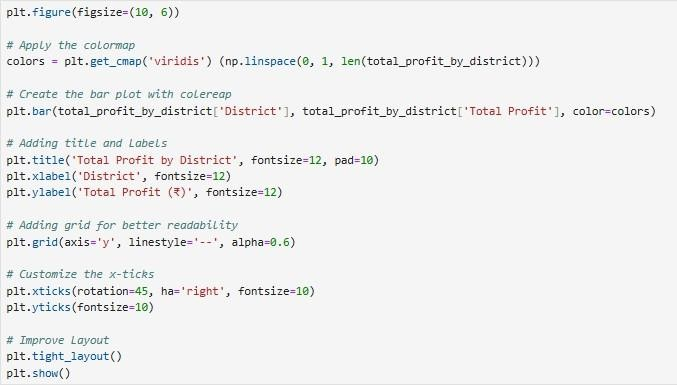 plt.figure(figsize=(10, 6))
# Apply the colormap
colors = plt.get_cmap('viridis') (np.linspace(0, 1, len(total_profit_by_district)))
# Create the bar plot with colereap
plt.bar(total_profit_by_district['District'], total_profit_by_district['Total Profit'], color=colors)
# Adding title and Labels
plt.title('Total Profit by District', fontsize=12, pad=10)
plt.xlabel('District', fontsize=12)
plt.ylabel('Total Profit (₹)', fontsize=12)
# Adding grid for better readability
plt.grid(axis='y', linestyle='--', alpha=0.6)
# Customize the x-ticks
plt.xticks(rotation=45, ha='right', fontsize=10)
plt.yticks(fontsize=10)
# Improve Layout
plt.tight_layout()
plt.show()